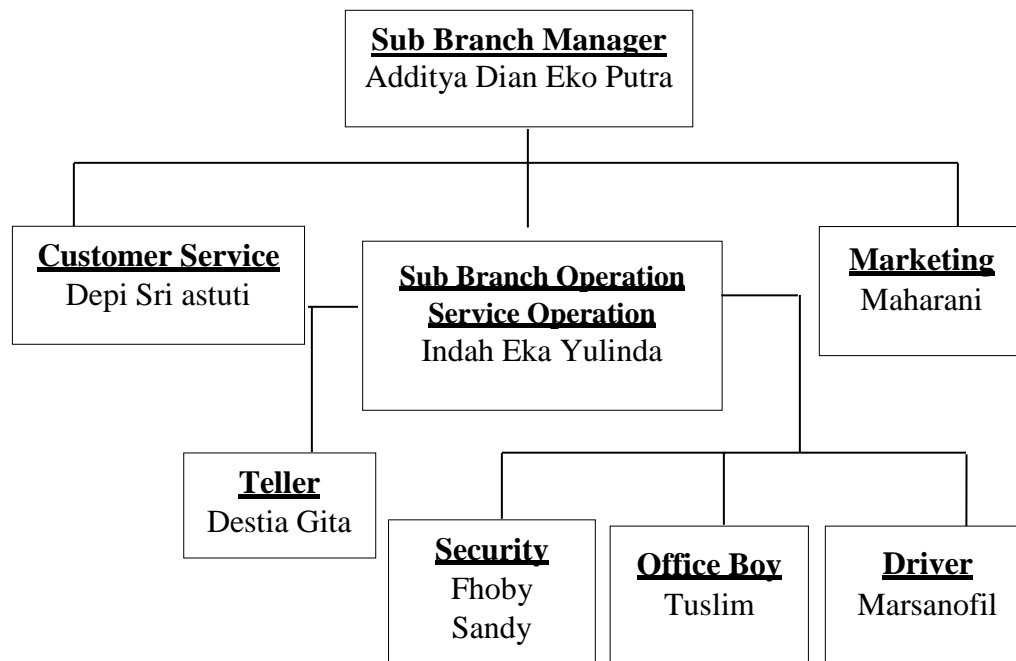 Sub Branch Manager
Additya Dian Eko Putra
Customer Service
Depi Sri astuti
Sub Branch Operation
Service Operation
Indah Eka Yulinda
Marketing
Maharani
Teller
Destia Gita
Security
Fhoby
Sandy
Office Boy
Tuslim
Driver
Marsanofil